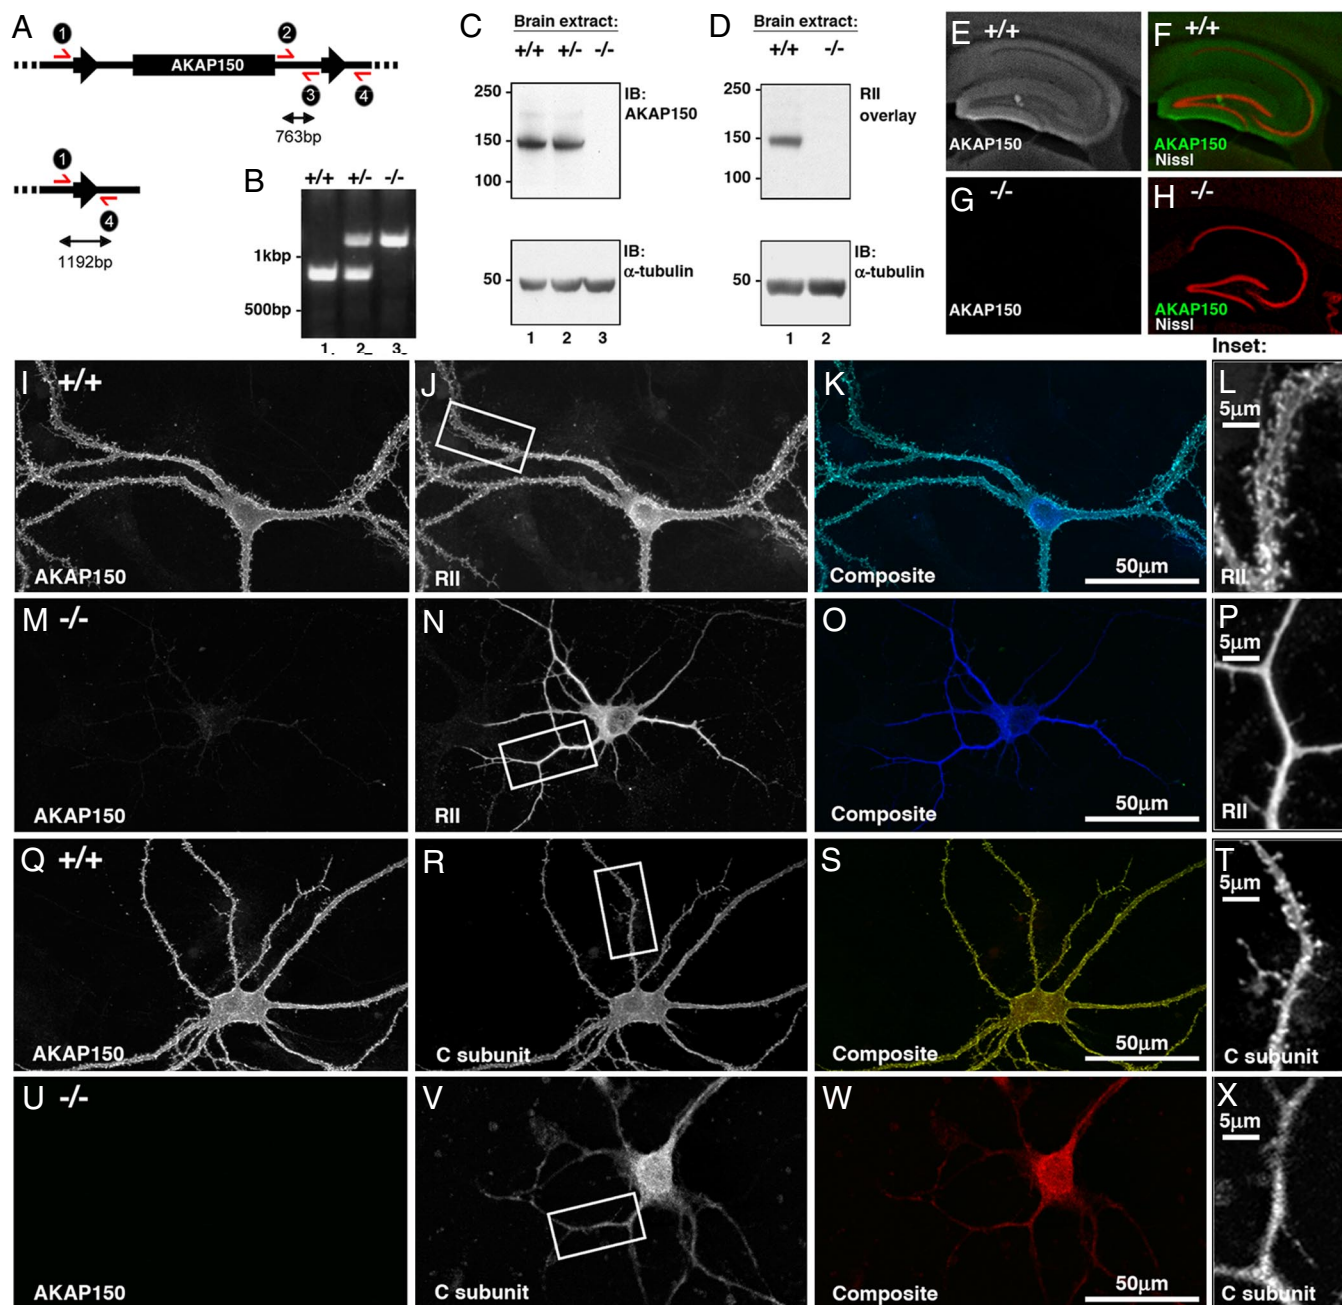 A
1
2
AKAP150
3
4
763bp
1
4
1192bp
B
+/+ +/- -/-
1kbp
500bp
1 2 3
C
Brain extract:
+/+ +/- -/-
250
150
100
IB:
AKAP150
50
IB:
α-tubulin
1 2 3
D
Brain extract:
+/+ -/-
250
150
100
RII
overlay
50
IB:
α-tubulin
1 2
E +/+
AKAP150
F +/+
AKAP150
Nissl
G -/-
AKAP150
H -/-
AKAP150
Nissl
Inset:
I +/+
AKAP150
J
RII
K
Composite
50μm
L
5μm
RII
M -/-
AKAP150
N
RII
O
Composite
50μm
P
5μm
RII
Q +/+
AKAP150
R
C subunit
S
Composite
50μm
T
5μm
C subunit
U -/-
AKAP150
V
C subunit
W
Composite
50μm
X
5μm
C subunit